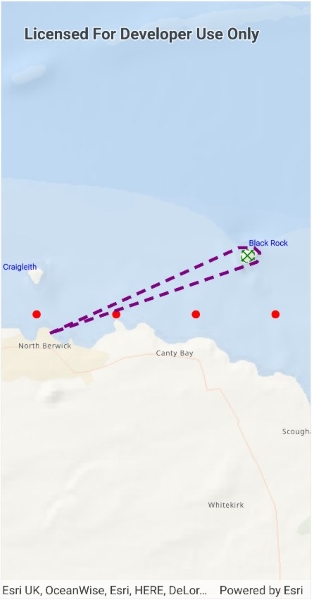 Licensed For Developer Use Only
Black Rock
Craigleith
North Berwick
Canty Bay
Scough
Whitekirk
Esri UK, OceanWise, Esri, HERE, DeLor... Powered by Esri